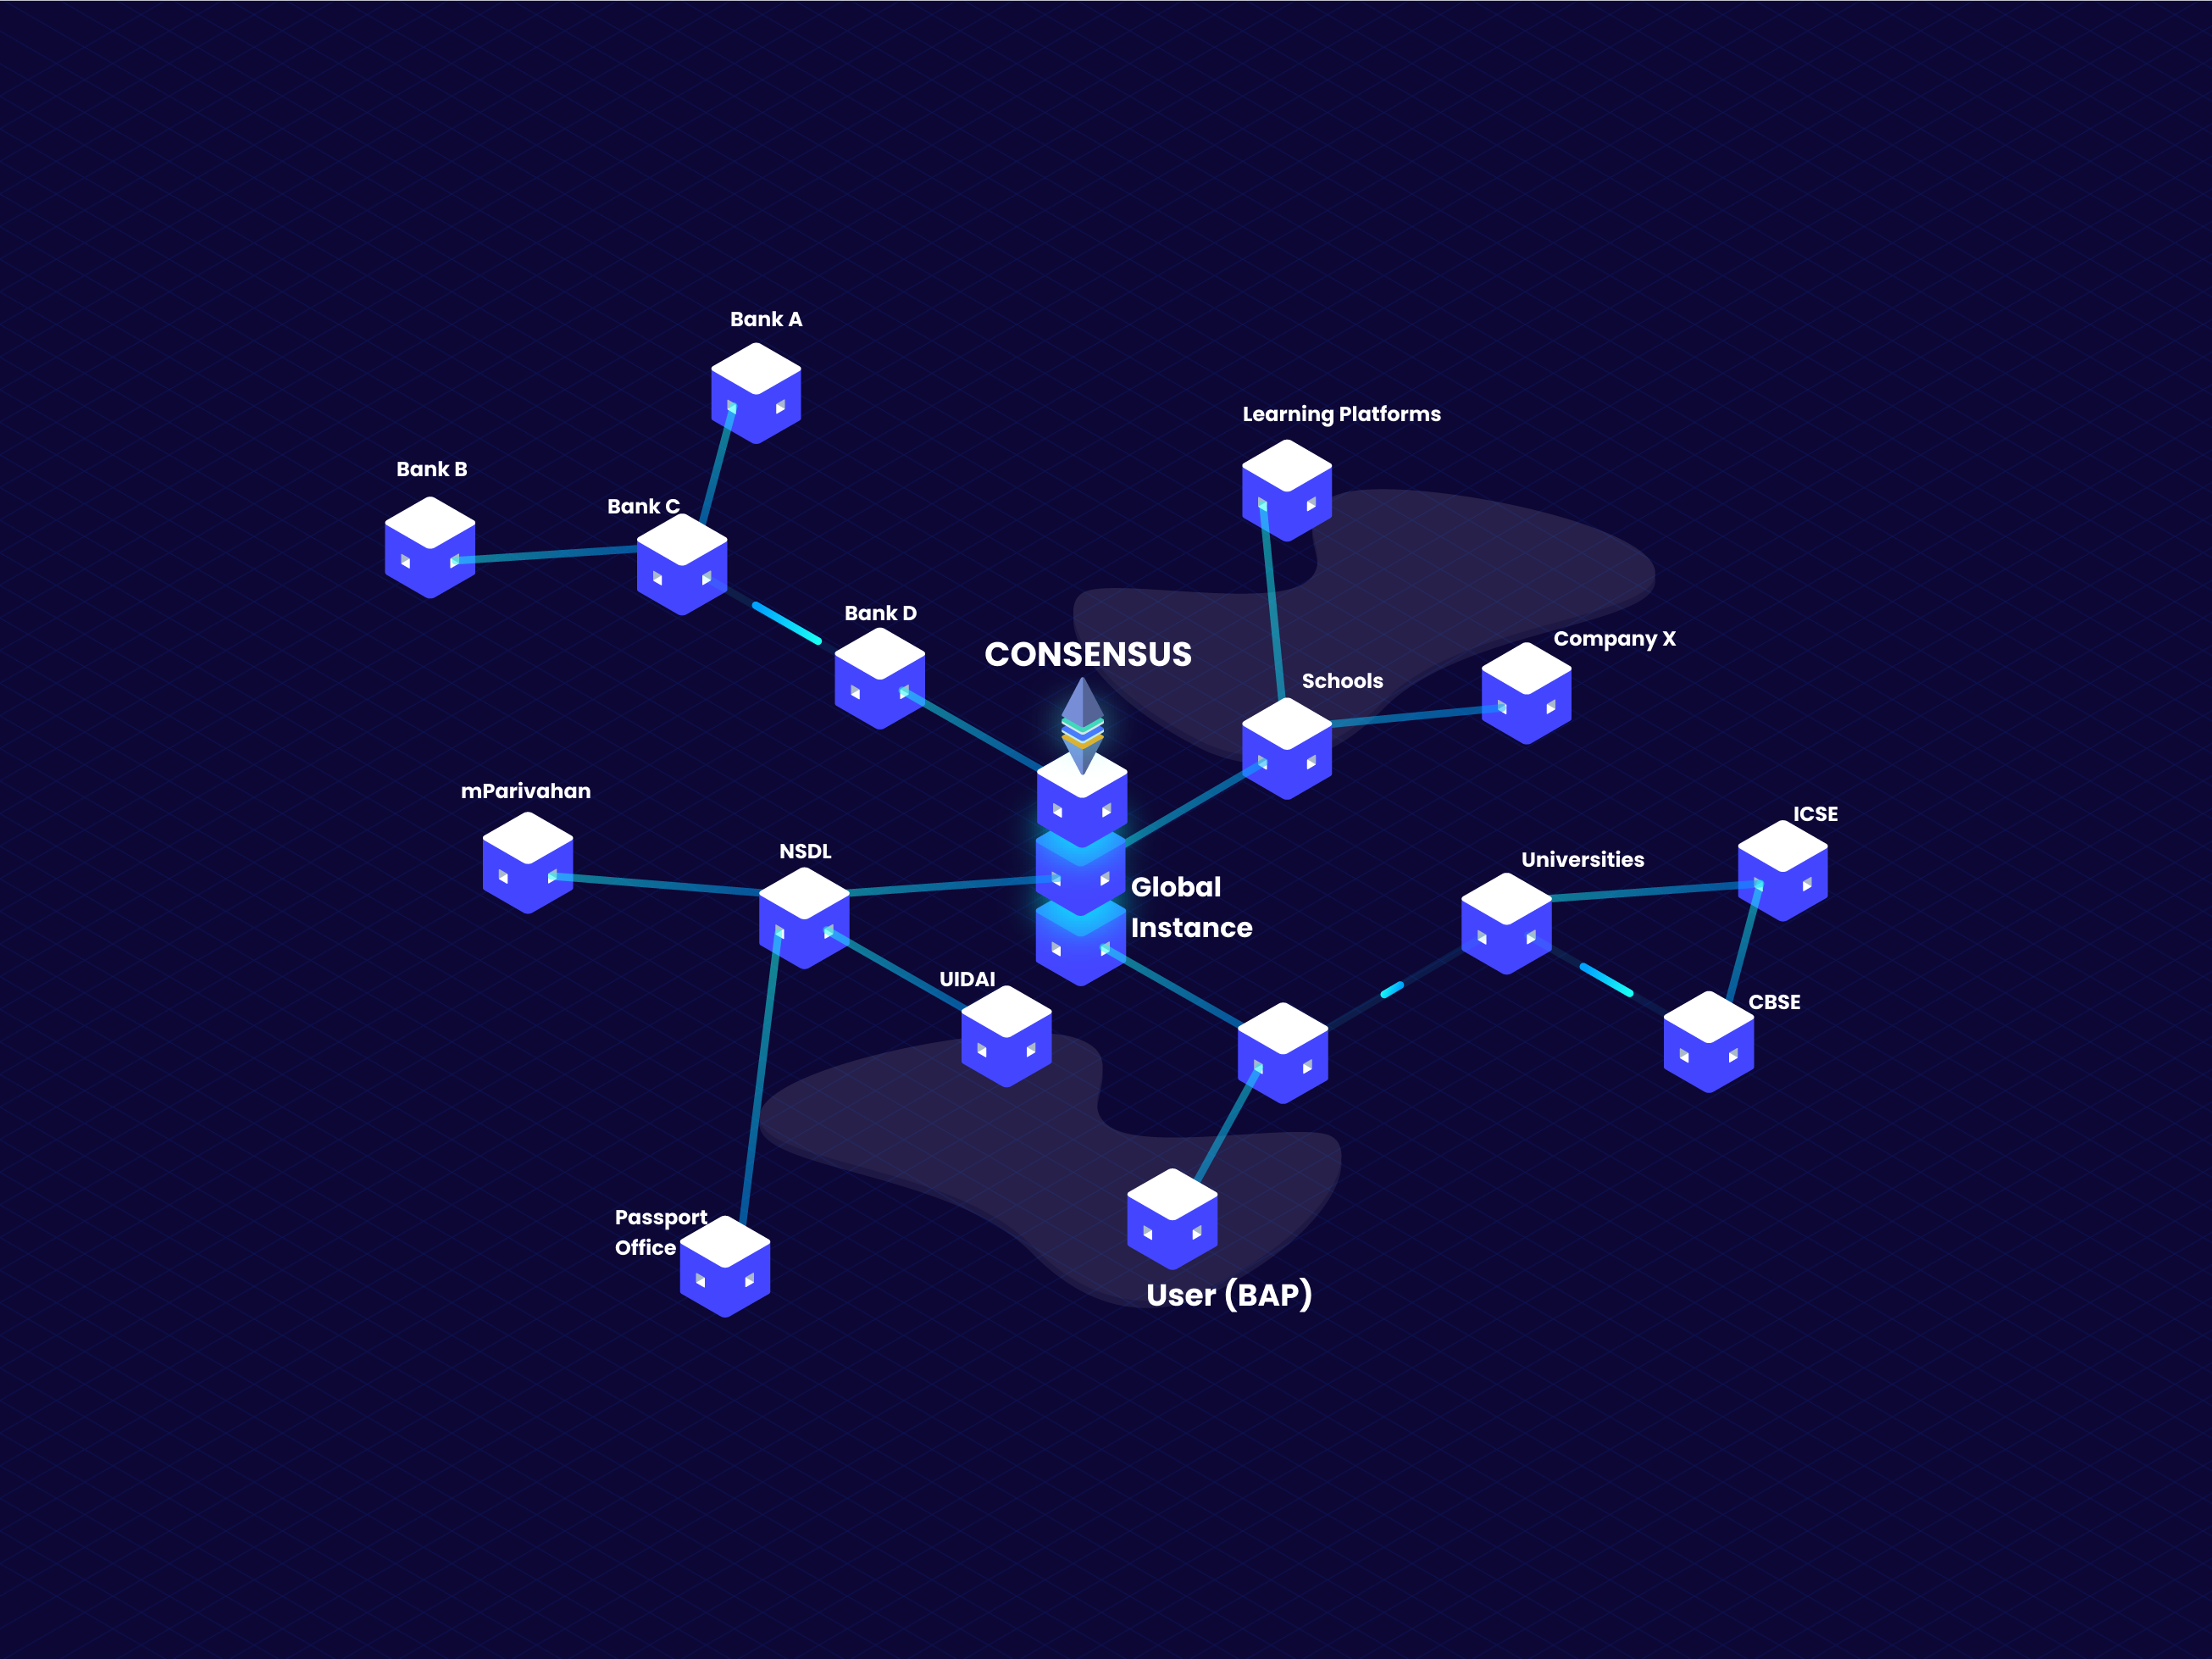 Bank A
Learning Platforms
Bank B
Bank C
Bank D
CONSENSUS
Company X
Schools
mParivahan
ICSE
NSDL
Universities
Global
Instance
UIDAI
CBSE
Passport
Office
User (BAP)